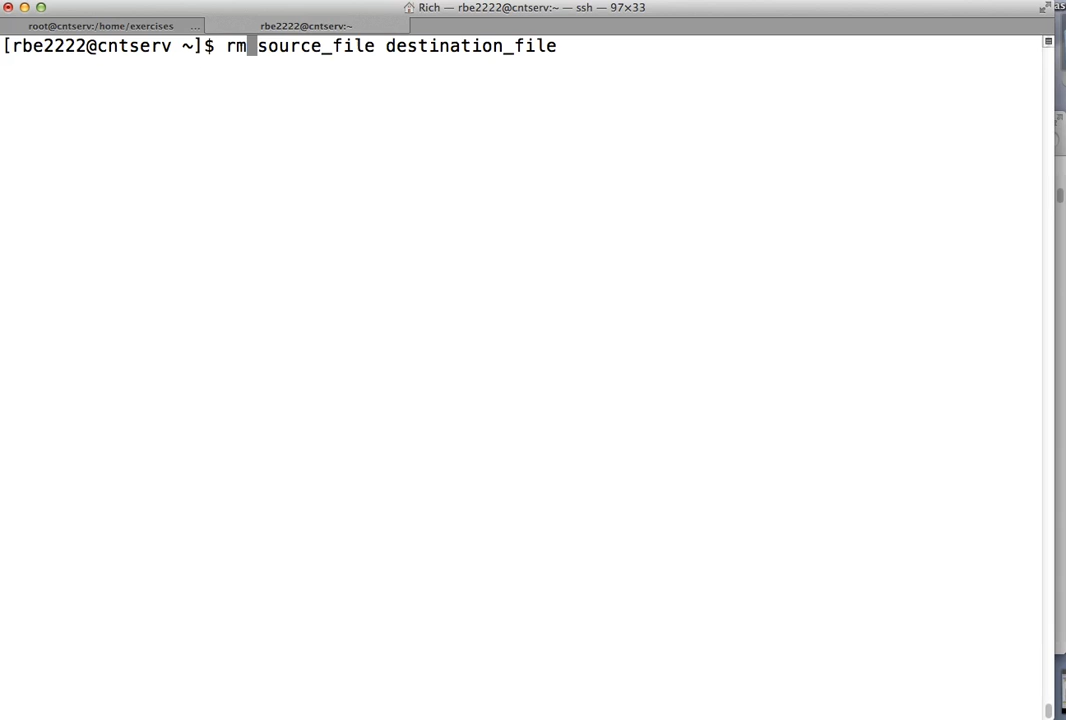 Rich — rbe2222@cntserv:~ — ssh — 97×33
root@cntserv:/home/exercises ... rbe2222@cntserv:~
[rbe2222@cntserv ~]$ rm source_file destination_file